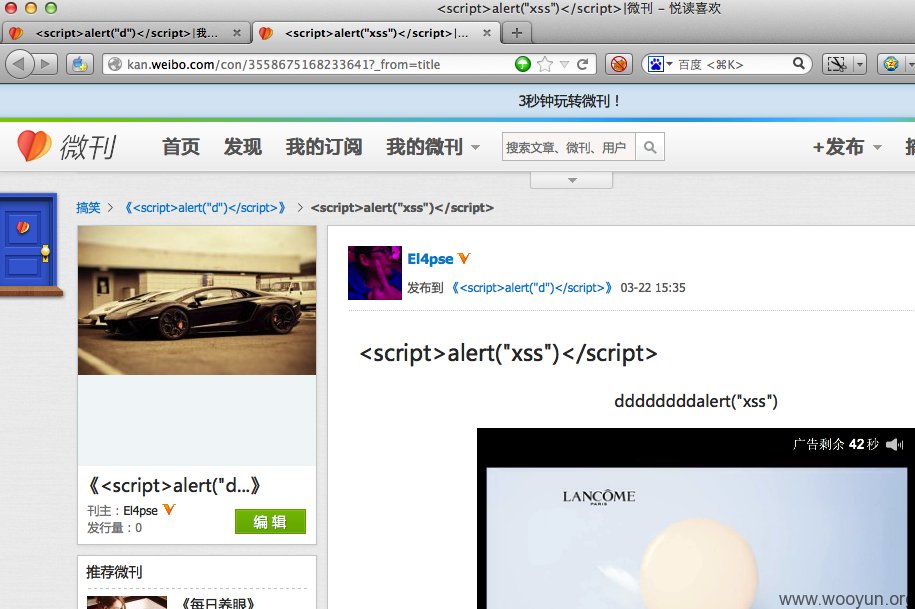 <script>alert("xss")</script>|微刊 – 悦读喜欢
<script>alert("d")</script>|我...
<script>alert("xss")</script>|...
kan.weibo.com/con/3558675168233641?_from=title
百度 <⌘K>
3秒钟玩转微刊！
微刊 首页 发现 我的订阅 我的微刊 搜索文章、微刊、用户 +发布
搞笑 > 《<script>alert("d")</script>》 > <script>alert("xss")</script>
El4pse
发布到 《<script>alert("d")</script>》 03-22 15:35
<script>alert("xss")</script>
ddddddddalert("xss")
广告剩余 42 秒
LANCÔME
PARIS
《<script>alert("d...》
刊主：El4pse
发行量：0
编 辑
推荐微刊
《每日养眼》
www.wooyun.org